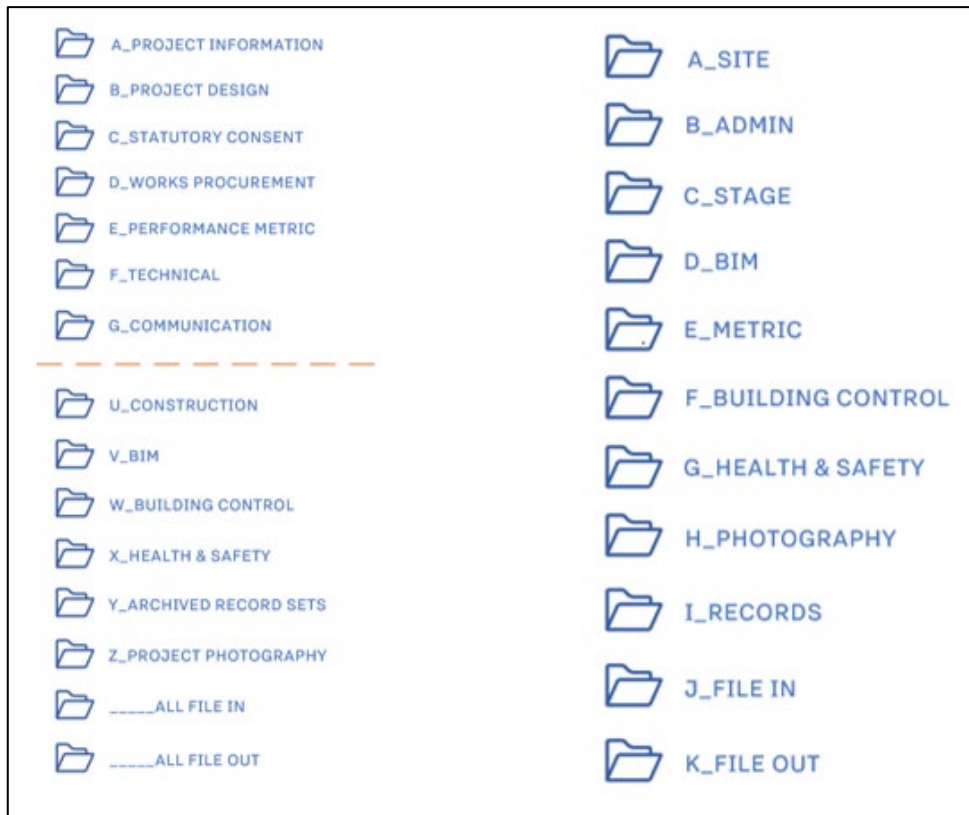 A_PROJECT INFORMATION
B_PROJECT DESIGN
C_STATUTORY CONSENT
D_WORKS PROCUREMENT
E_PERFORMANCE METRIC
F_TECHNICAL
G_COMMUNICATION
U_CONSTRUCTION
V_BIM
W_BUILDING CONTROL
X_HEALTH & SAFETY
Y_ARCHIVED RECORD SETS
Z_PROJECT PHOTOGRAPHY
_____ALL FILE IN
_____ALL FILE OUT
A_SITE
B_ADMIN
C_STAGE
D_BIM
E_METRIC
F_BUILDING CONTROL
G_HEALTH & SAFETY
H_PHOTOGRAPHY
I_RECORDS
J_FILE IN
K_FILE OUT